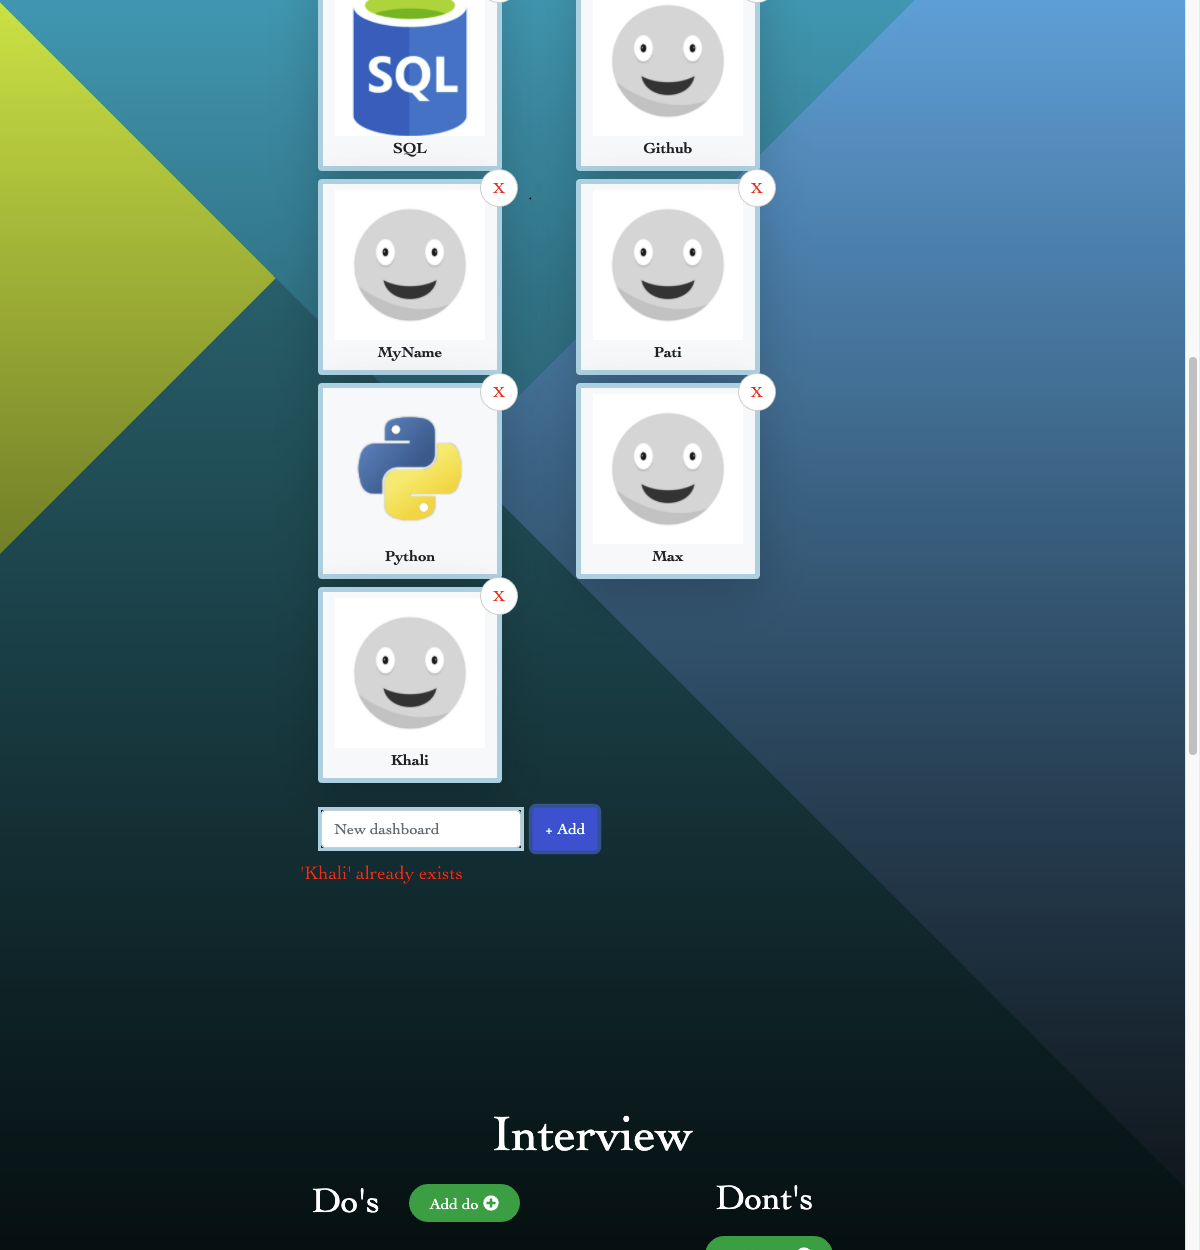 SQL
SQL
Github
X
X
MyName
Pati
X
X
Python
Max
X
Khali
New dashboard
+ Add
'Khali' already exists
Interview
Do's
Add do
Dont's